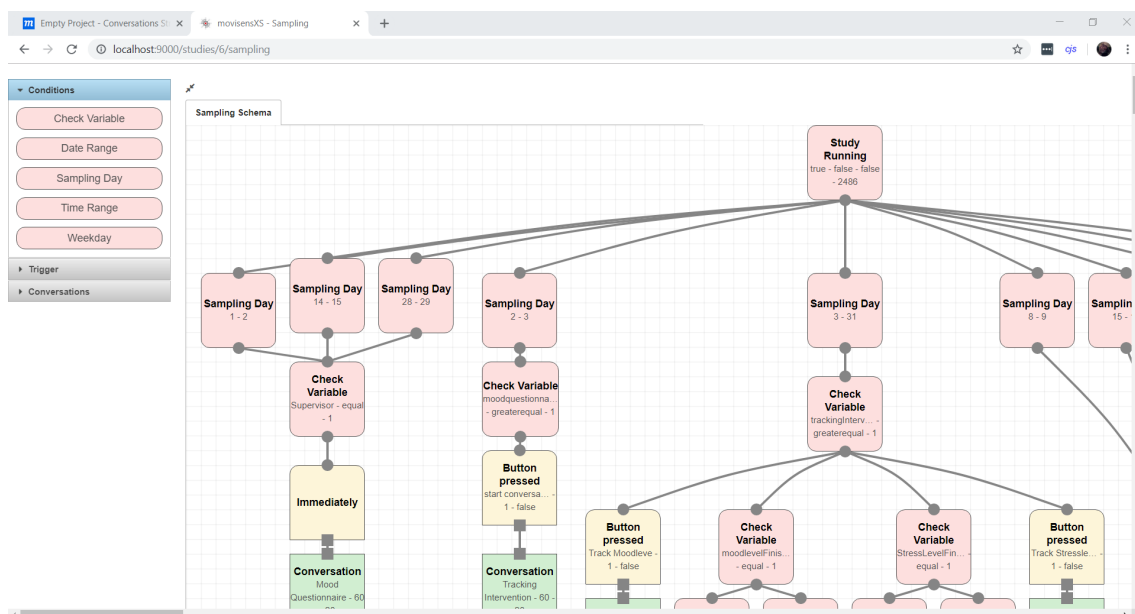 Empty Project - Conversations St
movisensXS - Sampling
localhost:9000/studies/6/sampling
cjs
Conditions
Check Variable
Date Range
Sampling Day
Time Range
Weekday
Trigger
Conversations
Sampling Schema
Study
Running
true - false - false
- 2486
Sampling Day
1 - 2
Sampling Day
14 - 15
Sampling Day
28 - 29
Sampling Day
2 - 3
Sampling Day
3 - 31
Sampling Day
8 - 9
Samplin
15 -
Check
Variable
Supervisor - equal
- 1
Check Variable
moodquestionna...
- greaterequal - 1
Check
Variable
trackingInterv... -
greaterequal - 1
Immediately
Button
pressed
start conversa... -
1 - false
Button
pressed
Track Moodleve -
1 - false
Check
Variable
moodlevelFinis...
- equal - 1
Check
Variable
StressLevelFin... -
equal - 1
Button
pressed
Track Stressle... -
1 - false
Conversation
Mood
Questionnaire - 60
Conversation
Tracking
Intervention - 60 -